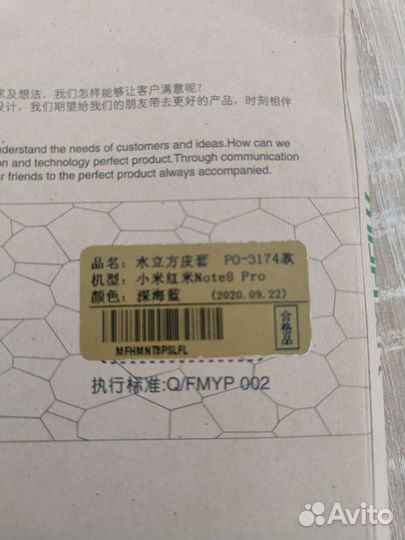 求及想法，我们怎样能够让客户满意呢？
设计，我们期望给我们的朋友带去更好的产品，时刻相伴
nderstand the needs of customers and ideas.How can we
on and technology perfect product.Through communication
ur friends to the perfect product always accompanied.
品名：水立方皮套 PO-3174款
机型：小米红米Note8 Pro
颜色：深海蓝 (2020.09.22)
合格品
MFHMNT8PSLFL
执行标准:Q/FMYP 002
Avito